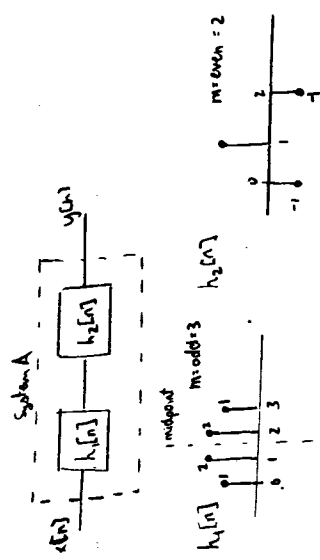 System A
x[n]
h₁[n]
h₂[n]
y[n]
h₁[n]
m=odd=3
midpoint
1
2
2
1
0
1
2
3
h₂[n]
m=even=2
0
1
2
-1
-1